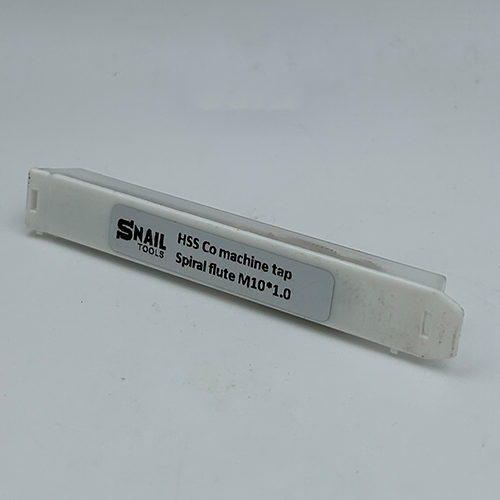 SNAIL
TOOLS
HSS Co machine tap
Spiral flute M10*1.0